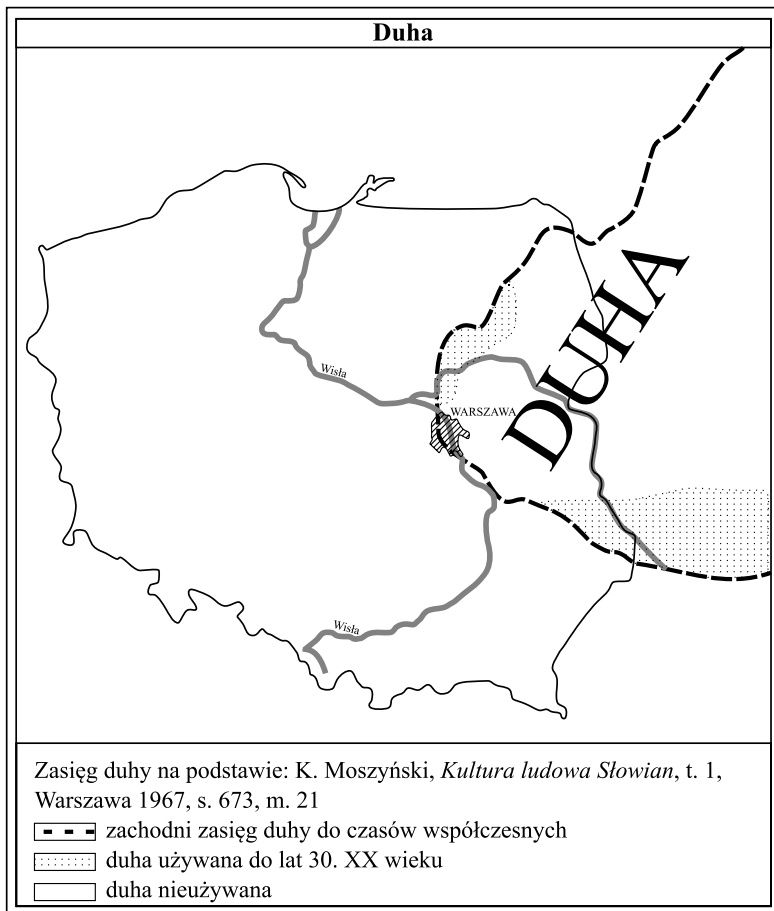 Duha
Wisła
WARSZAWA
DUHA
Wisła
Zasięg duhy na podstawie: K. Moszyński, Kultura ludowa Słowian, t. 1,
Warszawa 1967, s. 673, m. 21
zachodni zasięg duhy do czasów współczesnych
duha używana do lat 30. XX wieku
duha nieużywana